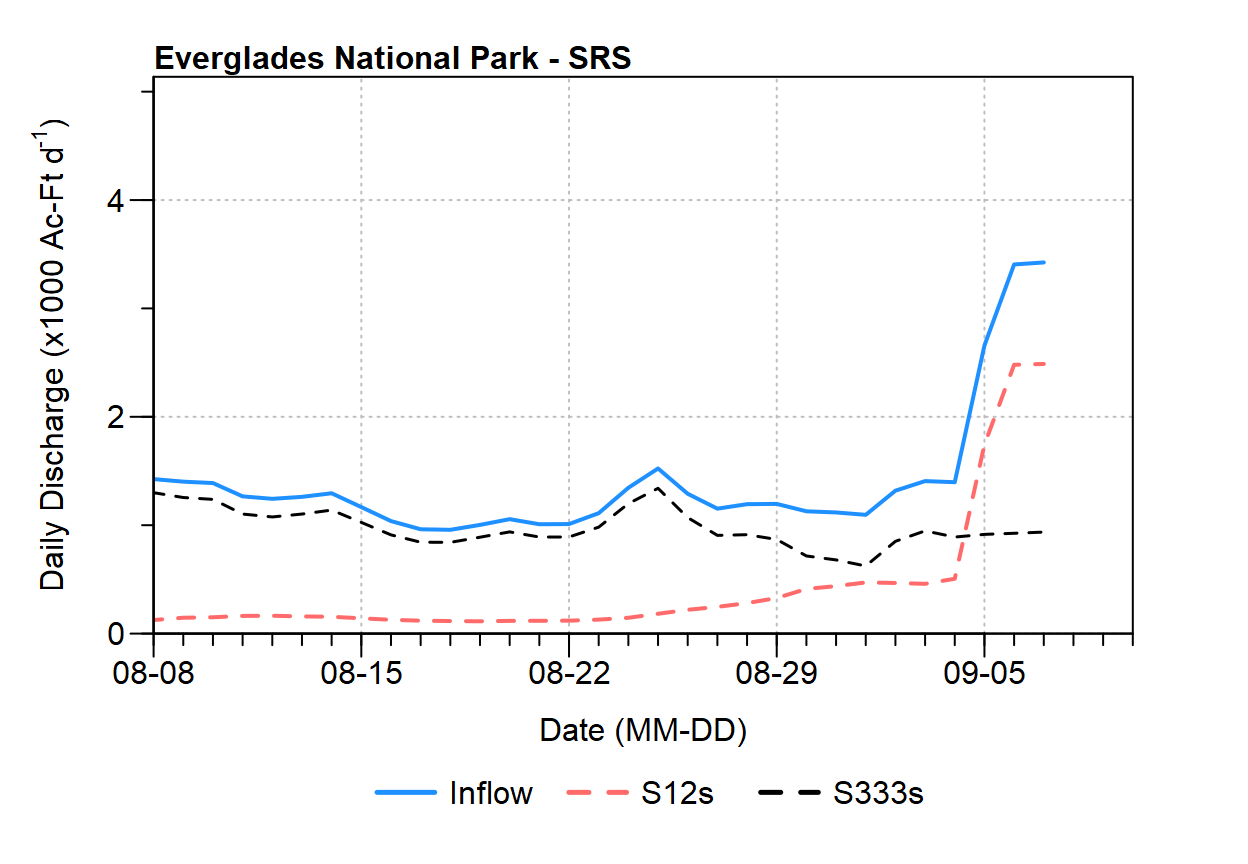 Everglades National Park - SRS
Daily Discharge (x1000 Ac-Ft d⁻¹)
4
2
0
08-08 08-15 08-22 08-29 09-05
Date (MM-DD)
Inflow S12s S333s